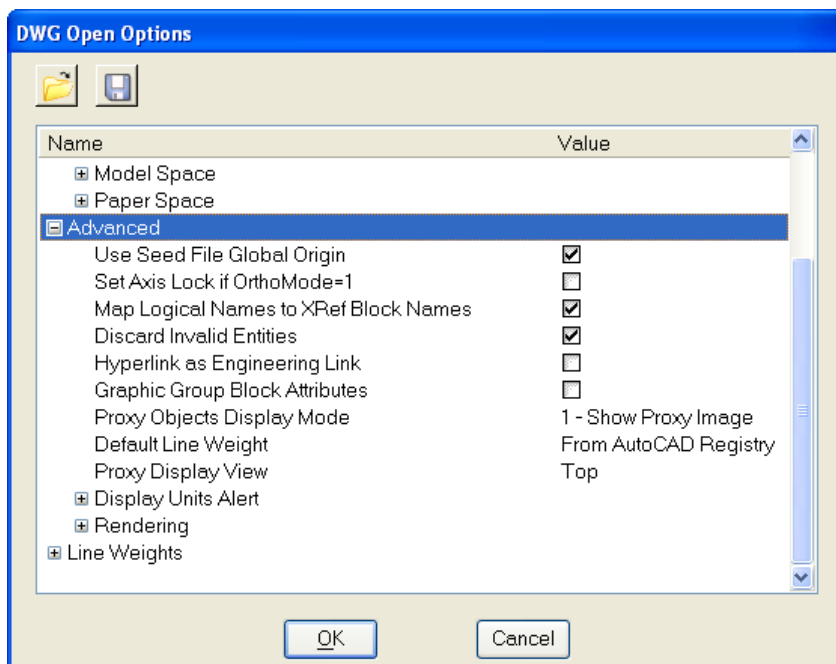 DWG Open Options
Name Value
Model Space
Paper Space
Advanced
Use Seed File Global Origin
Set Axis Lock if OrthoMode=1
Map Logical Names to XRef Block Names
Discard Invalid Entities
Hyperlink as Engineering Link
Graphic Group Block Attributes
Proxy Objects Display Mode 1 - Show Proxy Image
Default Line Weight From AutoCAD Registry
Proxy Display View Top
Display Units Alert
Rendering
Line Weights
OK Cancel